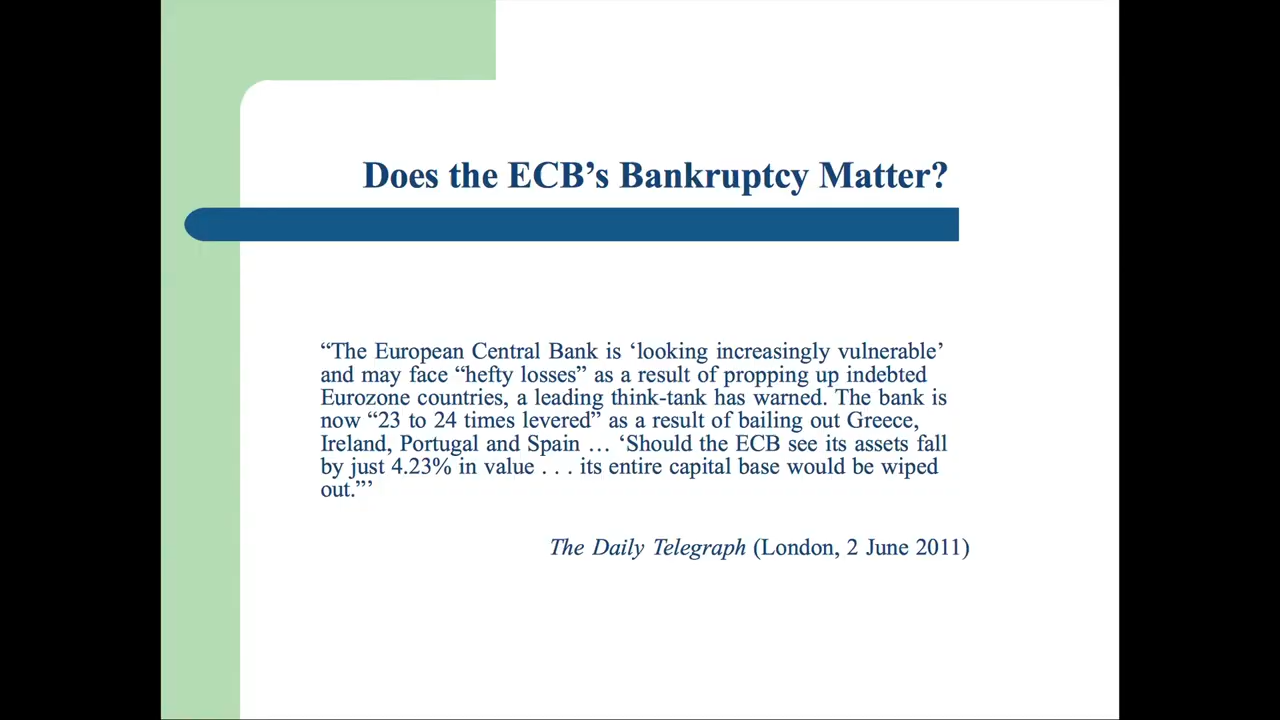 Does the ECB’s Bankruptcy Matter?
“The European Central Bank is ‘looking increasingly vulnerable’
and may face “hefty losses” as a result of propping up indebted
Eurozone countries, a leading think-tank has warned. The bank is
now “23 to 24 times levered” as a result of bailing out Greece,
Ireland, Portugal and Spain … ‘Should the ECB see its assets fall
by just 4.23% in value . . . its entire capital base would be wiped
out.”’
The Daily Telegraph (London, 2 June 2011)